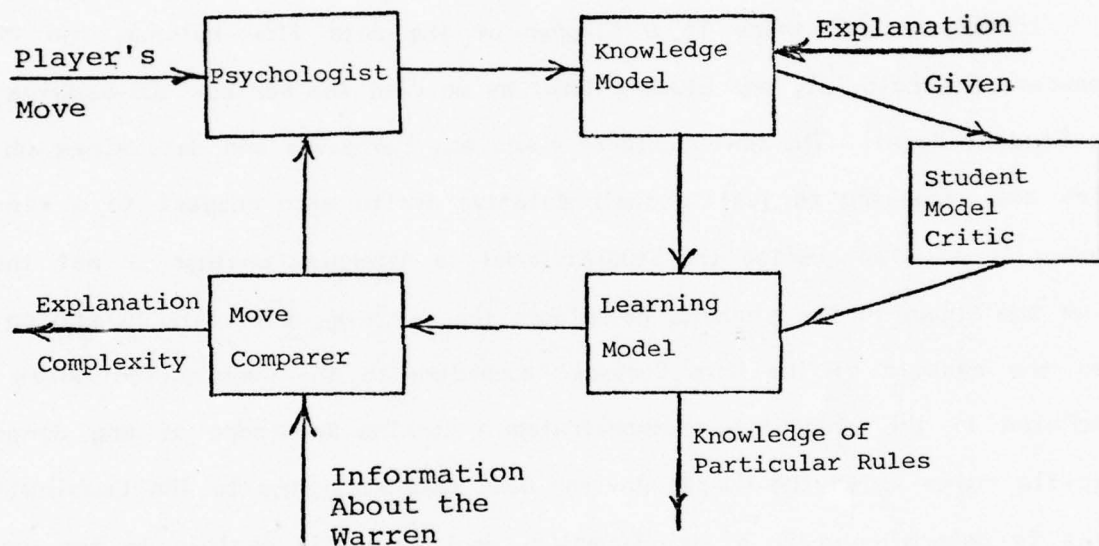 Player's
Move
Psychologist
Knowledge
Model
Explanation
Given
Student
Model
Critic
Explanation
Complexity
Move
Comparer
Learning
Model
Information
About the
Warren
Knowledge of
Particular Rules